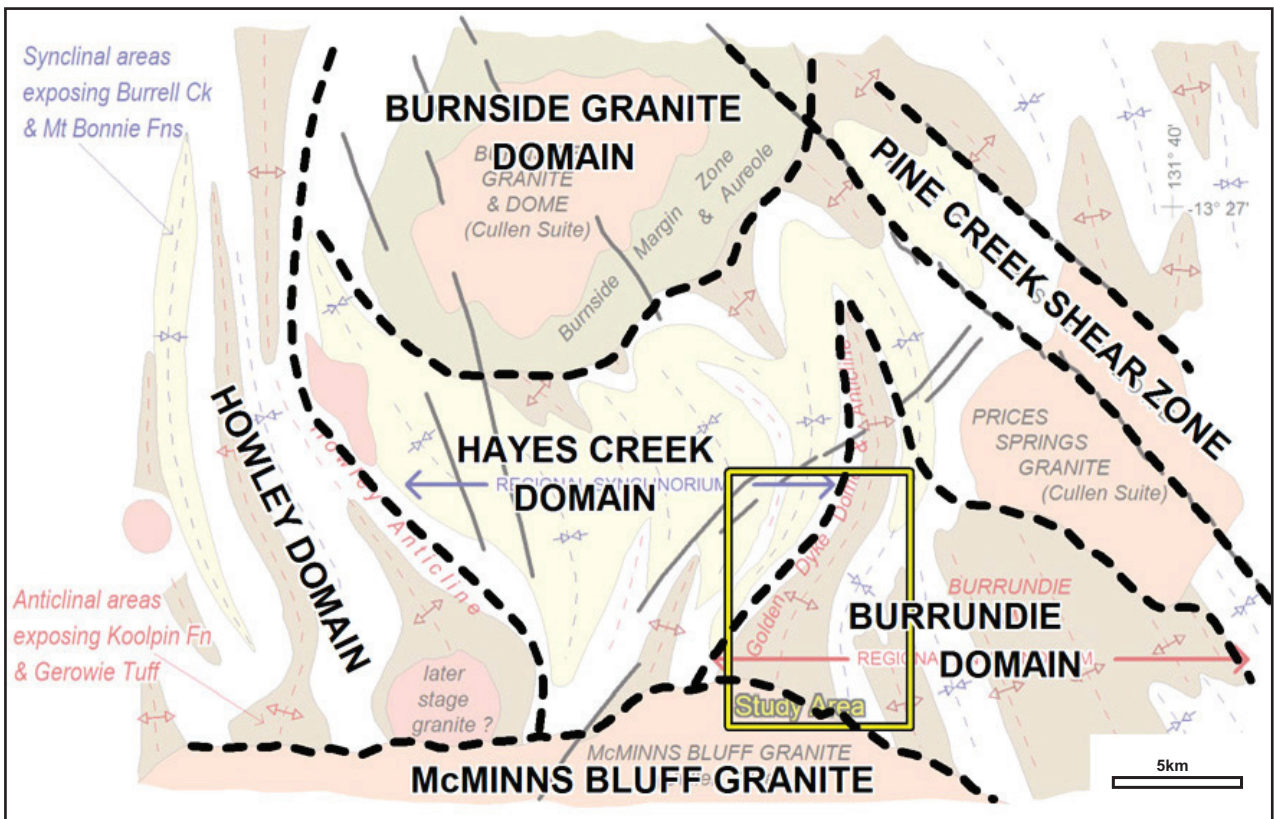 Synclinal areas
exposing Burrell Ck
& Mt Bonnie Fns
BURNSIDE GRANITE
DOMAIN
GRANITE
& DOME
(Cullen Suite)
Burnside Margin Zone
& Aureole
PINE CREEK SHEAR ZONE
131° 40'
-13° 27'
HOWLEY DOMAIN
Howley Anticline
HAYES CREEK
DOMAIN
REGIONAL SYNCLINORIUM
Golden Dyke Dome & Anticline
PRICES
SPRINGS
GRANITE
(Cullen Suite)
Anticlinal areas
exposing Koolpin Fn
& Gerowie Tuff
later
stage
granite ?
BURRUNDIE
BURRUNDIE
DOMAIN
REGIONAL
Study Area
McMINNS BLUFF GRANITE
McMINNS BLUFF GRANITE
5km